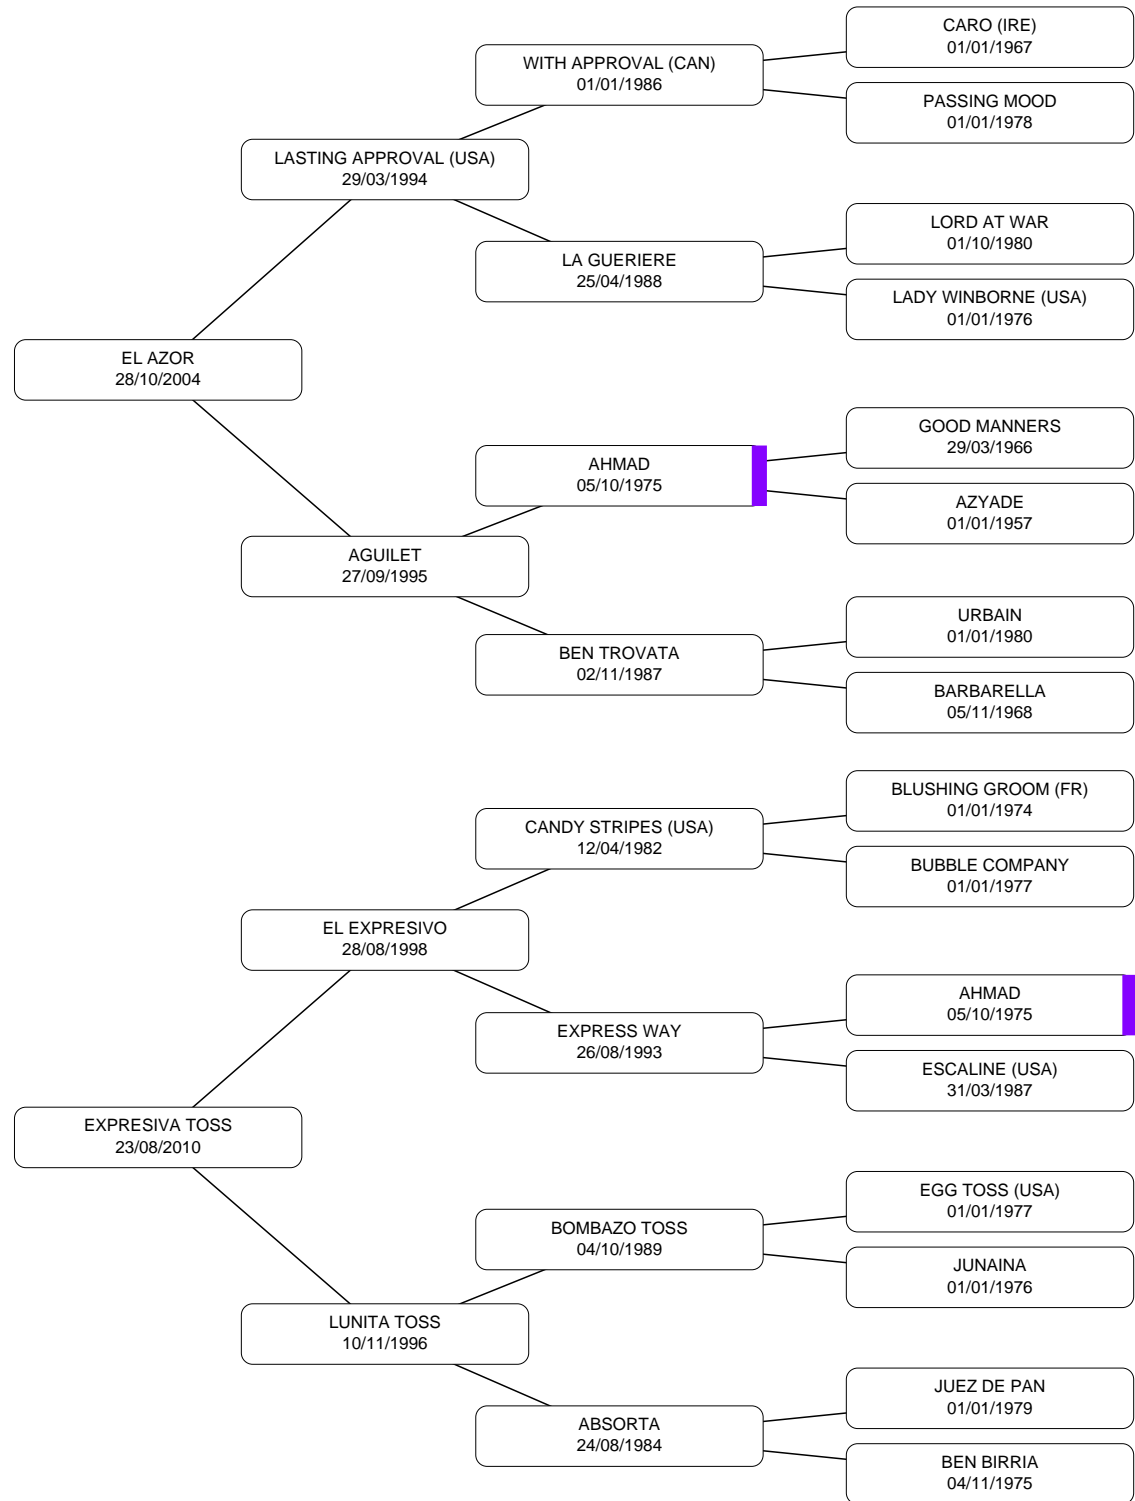 CARO (IRE)
01/01/1967
WITH APPROVAL (CAN)
01/01/1986
PASSING MOOD
01/01/1978
LASTING APPROVAL (USA)
29/03/1994
LORD AT WAR
01/10/1980
LA GUERIERE
25/04/1988
LADY WINBORNE (USA)
01/01/1976
EL AZOR
28/10/2004
GOOD MANNERS
29/03/1966
AHMAD
05/10/1975
AZYADE
01/01/1957
AGUILET
27/09/1995
URBAIN
01/01/1980
BEN TROVATA
02/11/1987
BARBARELLA
05/11/1968
BLUSHING GROOM (FR)
01/01/1974
CANDY STRIPES (USA)
12/04/1982
BUBBLE COMPANY
01/01/1977
EL EXPRESIVO
28/08/1998
AHMAD
05/10/1975
EXPRESS WAY
26/08/1993
ESCALINE (USA)
31/03/1987
EXPRESIVA TOSS
23/08/2010
EGG TOSS (USA)
01/01/1977
BOMBAZO TOSS
04/10/1989
JUNAINA
01/01/1976
LUNITA TOSS
10/11/1996
JUEZ DE PAN
01/01/1979
ABSORTA
24/08/1984
BEN BIRRIA
04/11/1975